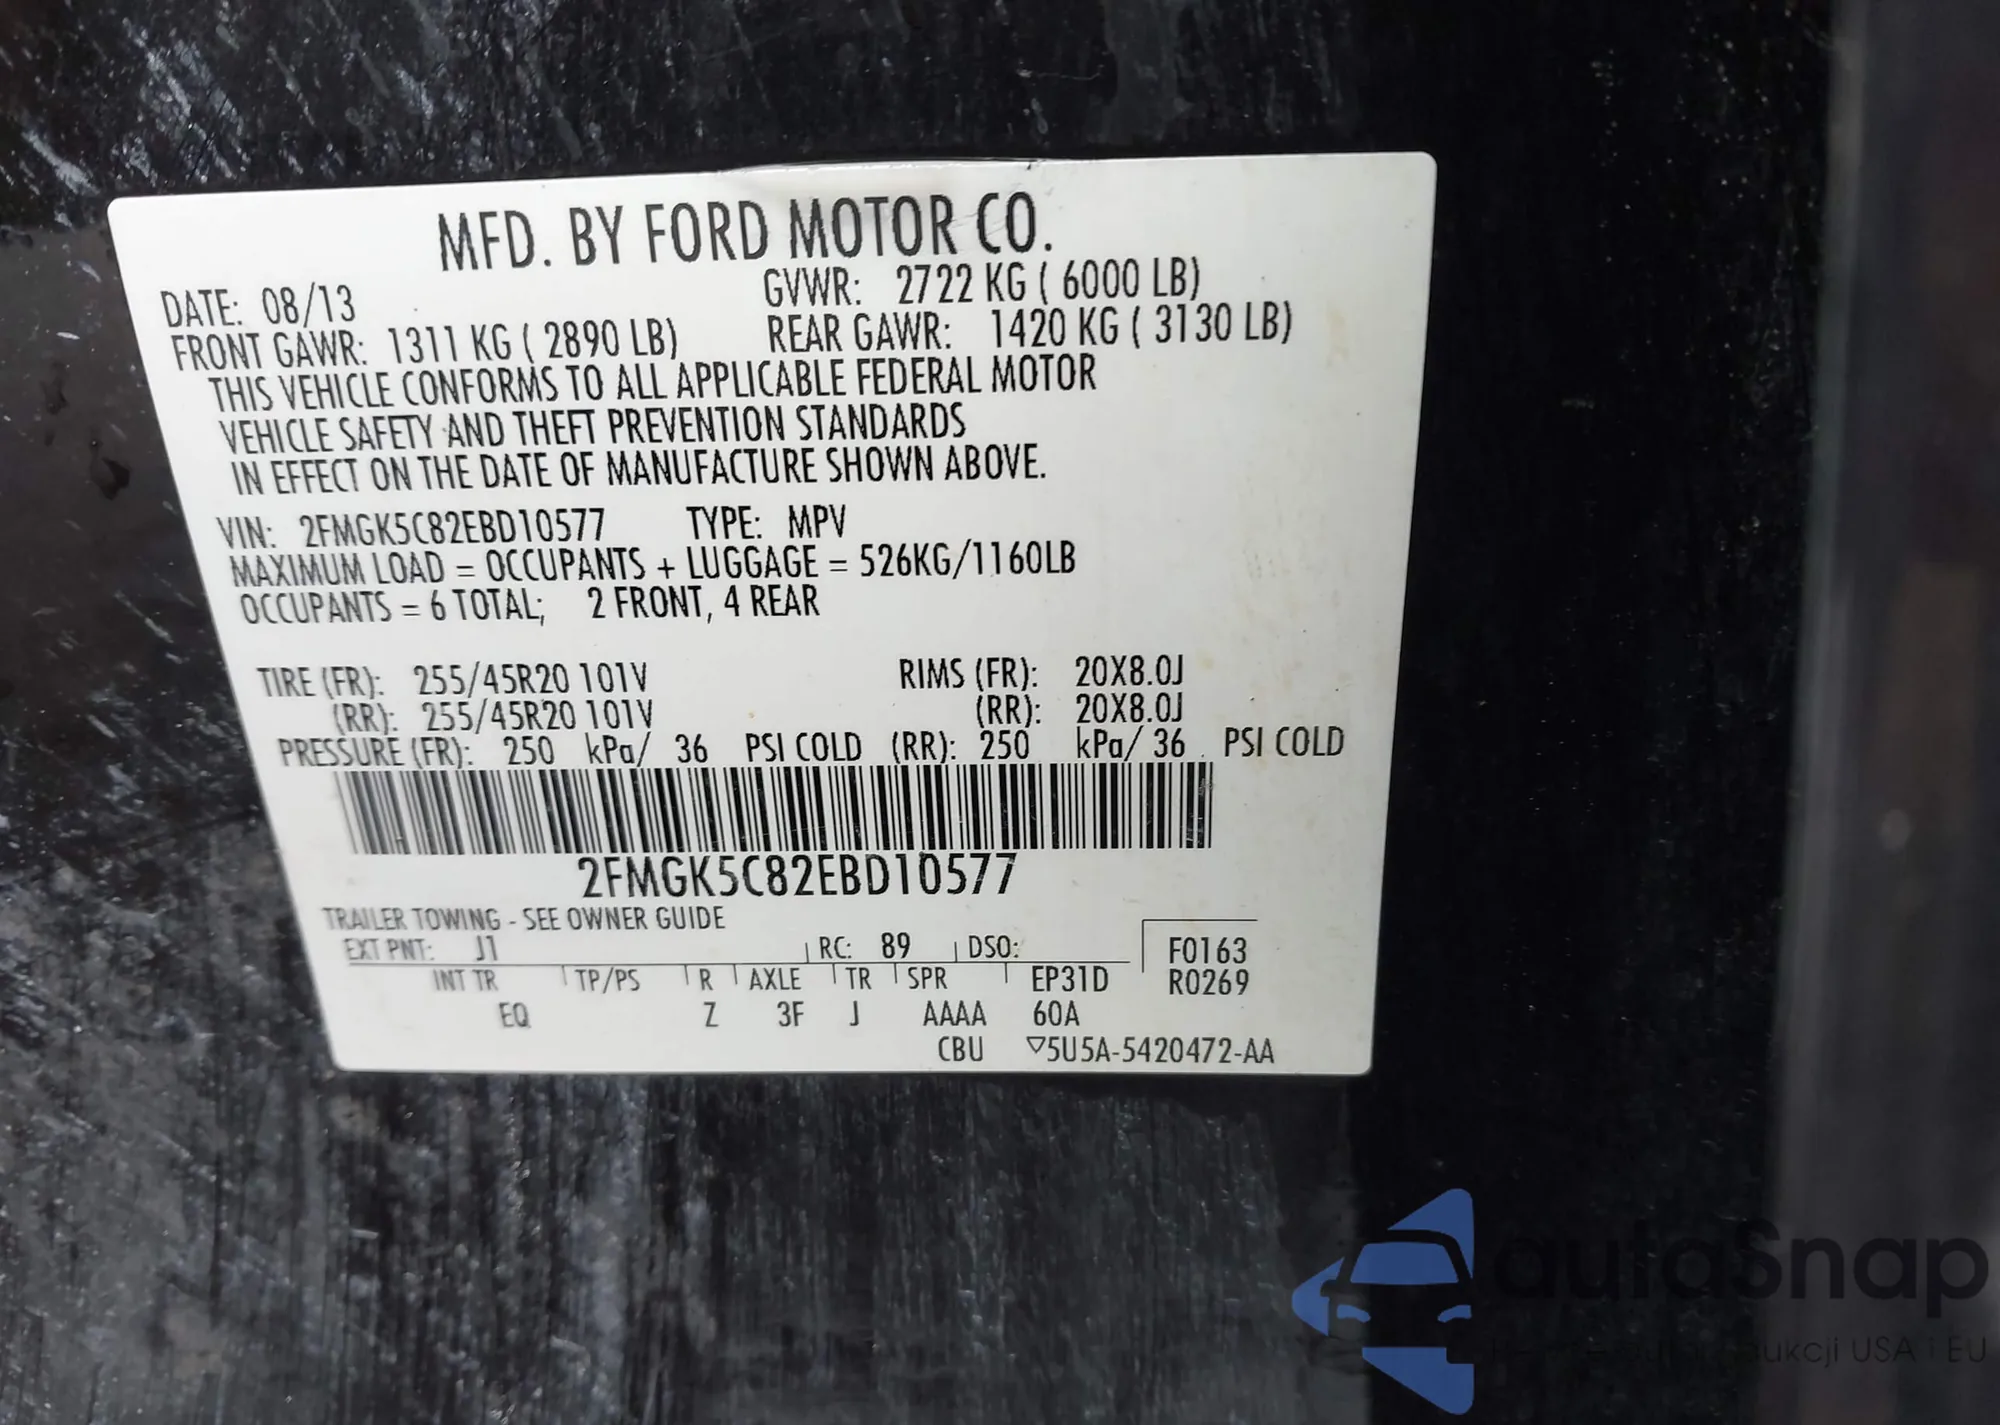 MFD. BY FORD MOTOR CO.
DATE: 08/13
GVWR: 2722 KG ( 6000 LB)
FRONT GAWR: 1311 KG ( 2890 LB)
REAR GAWR: 1420 KG ( 3130 LB)
THIS VEHICLE CONFORMS TO ALL APPLICABLE FEDERAL MOTOR
VEHICLE SAFETY AND THEFT PREVENTION STANDARDS
IN EFFECT ON THE DATE OF MANUFACTURE SHOWN ABOVE.
VIN: 2FMGK5C82EBD10577 TYPE: MPV
MAXIMUM LOAD = OCCUPANTS + LUGGAGE = 526KG/1160LB
OCCUPANTS = 6 TOTAL; 2 FRONT, 4 REAR
TIRE (FR): 255/45R20 101V RIMS (FR): 20X8.0J
(RR): 255/45R20 101V (RR): 20X8.0J
PRESSURE (FR): 250 kPa/ 36 PSI COLD (RR): 250 kPa/ 36 PSI COLD
2FMGK5C82EBD10577
TRAILER TOWING - SEE OWNER GUIDE
EXT PNT: J1 RC: 89 DSO: F0163
INT TR TP/PS R AXLE TR SPR EP31D R0269
EQ Z 3F J AAAA 60A
CBU ▽5U5A-5420472-AA
autaSnap
USA i EU